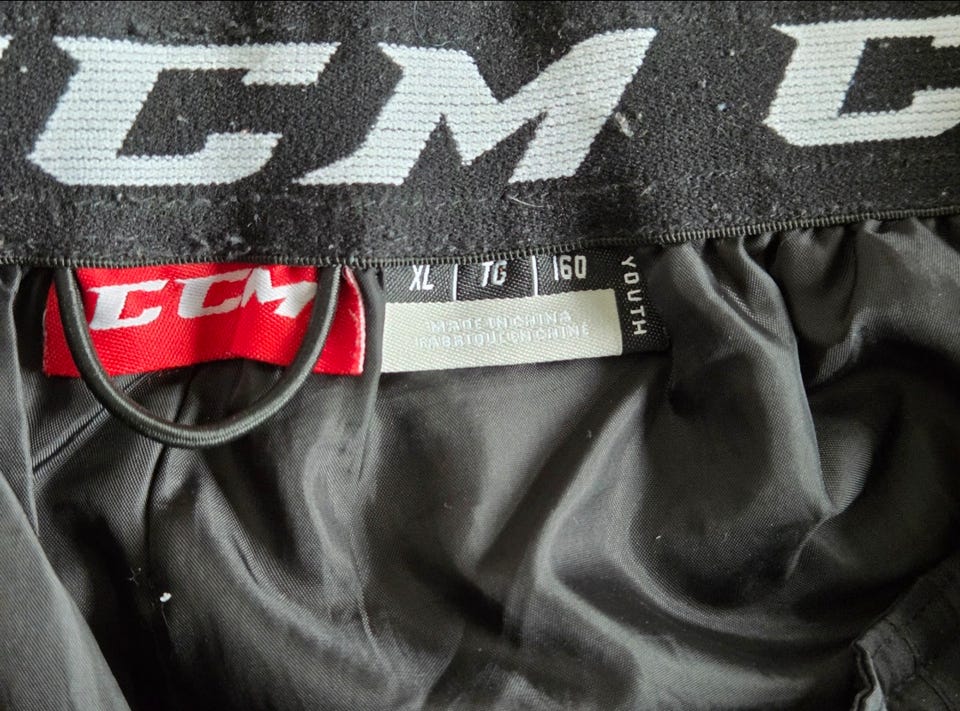 CCM C
CCM
XL | TG | 160
YOUTH
MADE IN CHINA
FABRIQUÉ EN CHINE